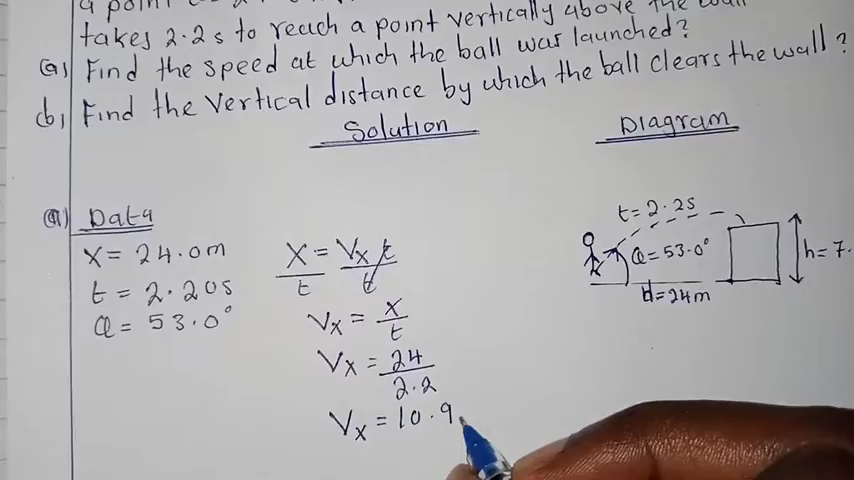 a point
takes 2.2s to reach a point vertically above the wall
(a) Find the speed at which the ball was launched?
(b) Find the vertical distance by which the ball clears the wall?
Solution
Diagram
(a) Data
X = 24.0m
t = 2.20s
Q = 53.0°
X = Vx t
t t
Vx = X
t
Vx = 24
2.2
Vx = 10.9
t = 2.2s
Q = 53.0°
h = 7.
d = 24m